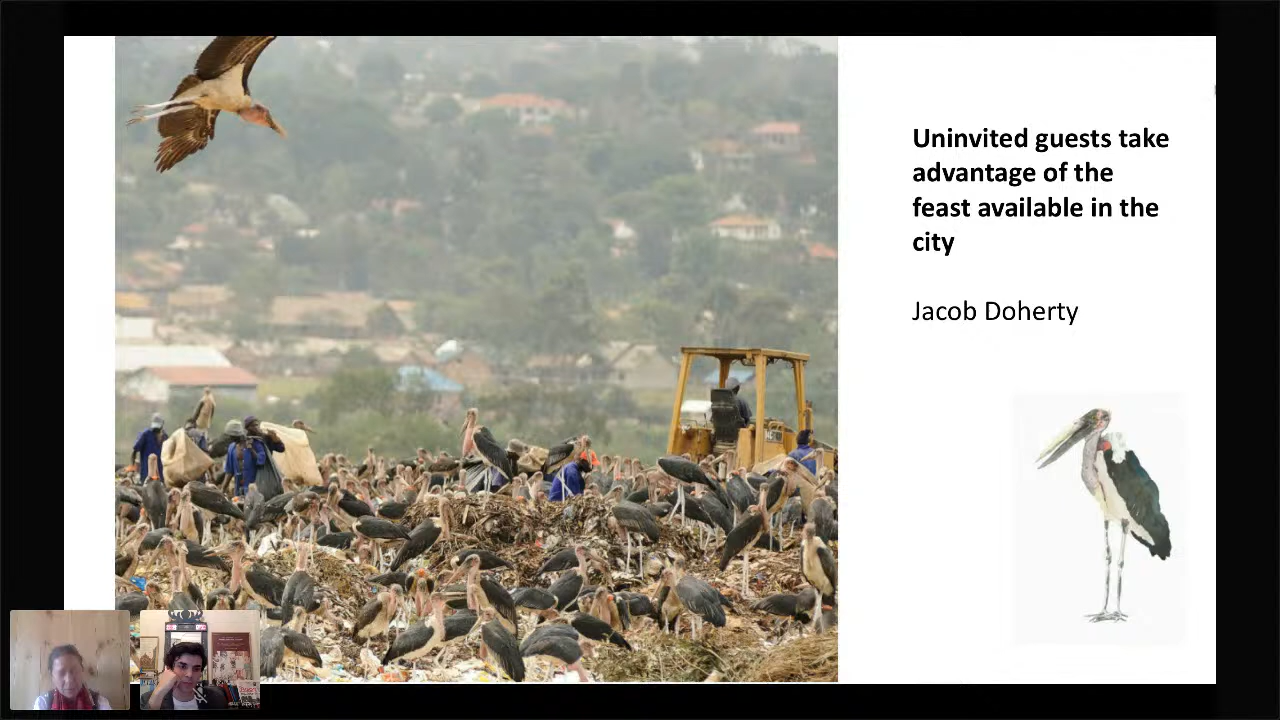 Uninvited guests take
advantage of the
feast available in the
city
Jacob Doherty